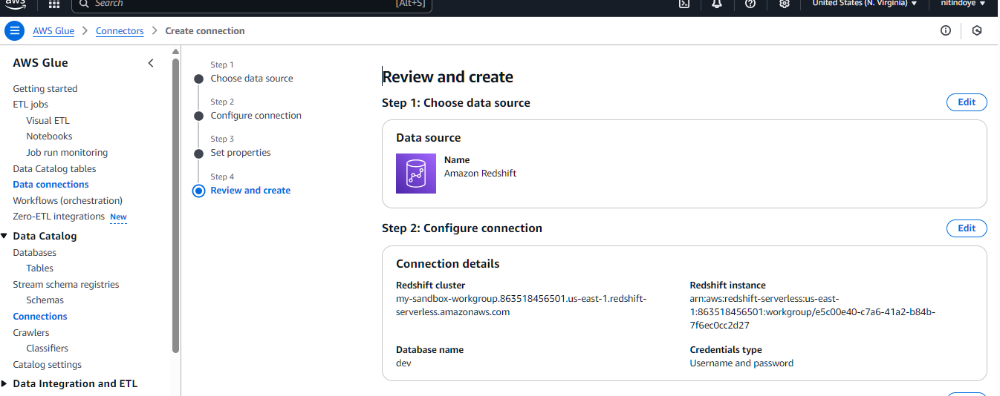 aws
Search
[Alt+S]
United States (N. Virginia)
nitindoye
AWS Glue
Connectors
Create connection
AWS Glue
Getting started
ETL jobs
Visual ETL
Notebooks
Job run monitoring
Data Catalog tables
Data connections
Workflows (orchestration)
Zero-ETL integrations New
Data Catalog
Databases
Tables
Stream schema registries
Schemas
Connections
Crawlers
Classifiers
Catalog settings
Data Integration and ETL
Step 1
Choose data source
Step 2
Configure connection
Step 3
Set properties
Step 4
Review and create
Review and create
Step 1: Choose data source
Edit
Data source
Name
Amazon Redshift
Step 2: Configure connection
Edit
Connection details
Redshift cluster
my-sandbox-workgroup.863518456501.us-east-1.redshift-
serverless.amazonaws.com
Redshift instance
arn:aws:redshift-serverless:us-east-
1:863518456501:workgroup/e5c00e40-c7a6-41a2-b84b-
7f6ec0cc2d27
Database name
dev
Credentials type
Username and password